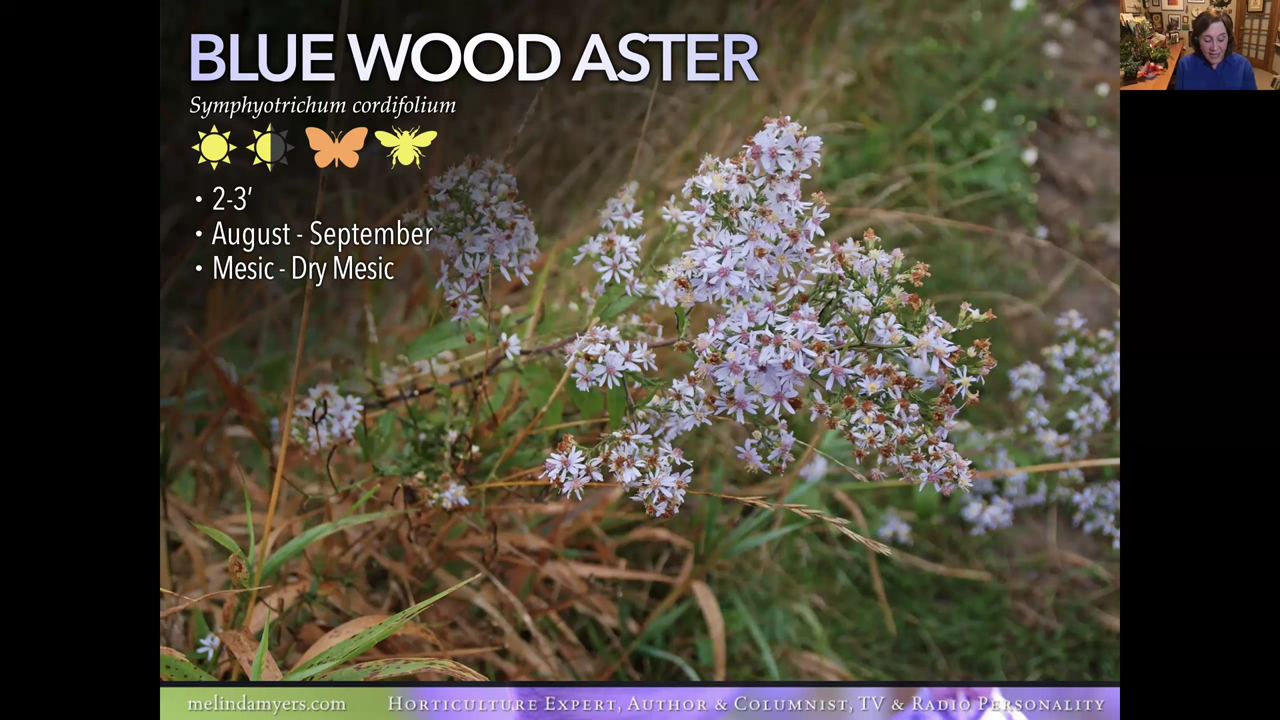 BLUE WOOD ASTER
Symphyotrichum cordifolium
• 2-3'
• August - September
• Mesic - Dry Mesic
melindamyers.com
Horticulture Expert, Author & Columnist, TV & Radio Personality